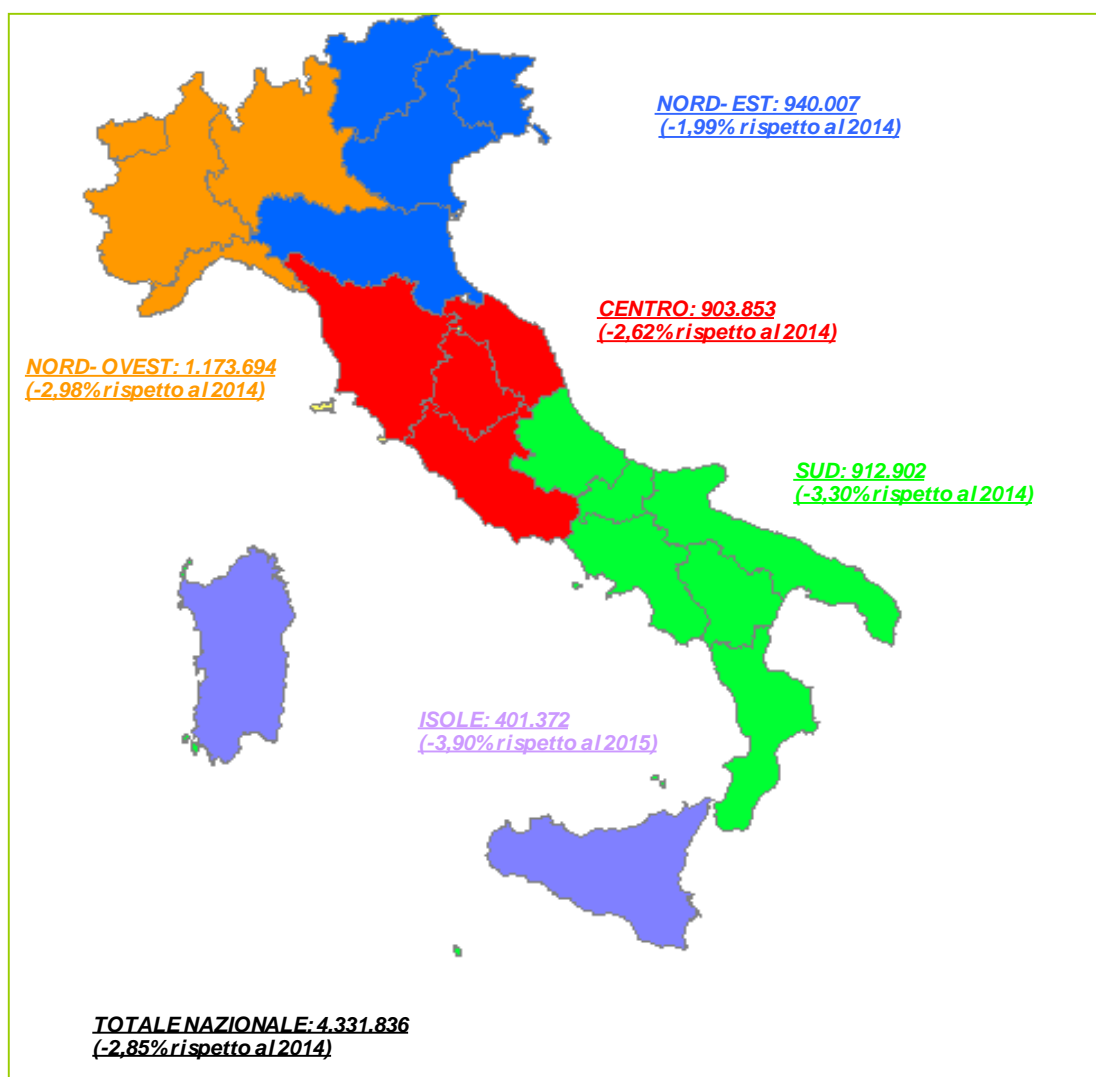 NORD- EST: 940.007
(-1,99% rispetto al 2014)
CENTRO: 903.853
(-2,62% rispetto al 2014)
NORD- OVEST: 1.173.694
(-2,98% rispetto al 2014)
SUD: 912.902
(-3,30% rispetto al 2014)
ISOLE: 401.372
(-3,90% rispetto al 2015)
TOTALE NAZIONALE: 4.331.836
(-2,85% rispetto al 2014)